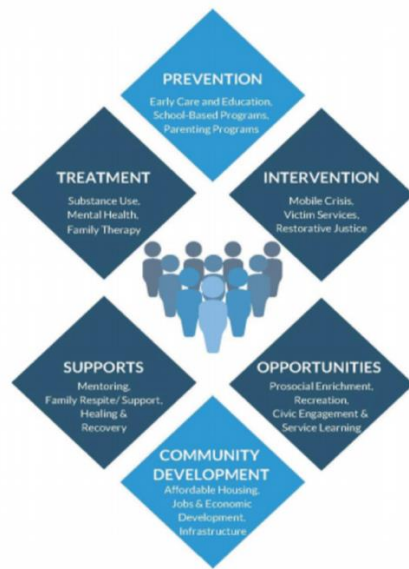 PREVENTION
Early Care and Education,
School-Based Programs,
Parenting Programs
TREATMENT
Substance Use,
Mental Health,
Family Therapy
INTERVENTION
Mobile Crisis,
Victim Services,
Restorative Justice
SUPPORTS
Mentoring,
Family Respite/ Support,
Healing &
Recovery
OPPORTUNITIES
Prosocial Enrichment,
Recreation,
Civic Engagement &
Service Learning
COMMUNITY
DEVELOPMENT
Affordable Housing,
Jobs & Economic
Development,
Infrastructure